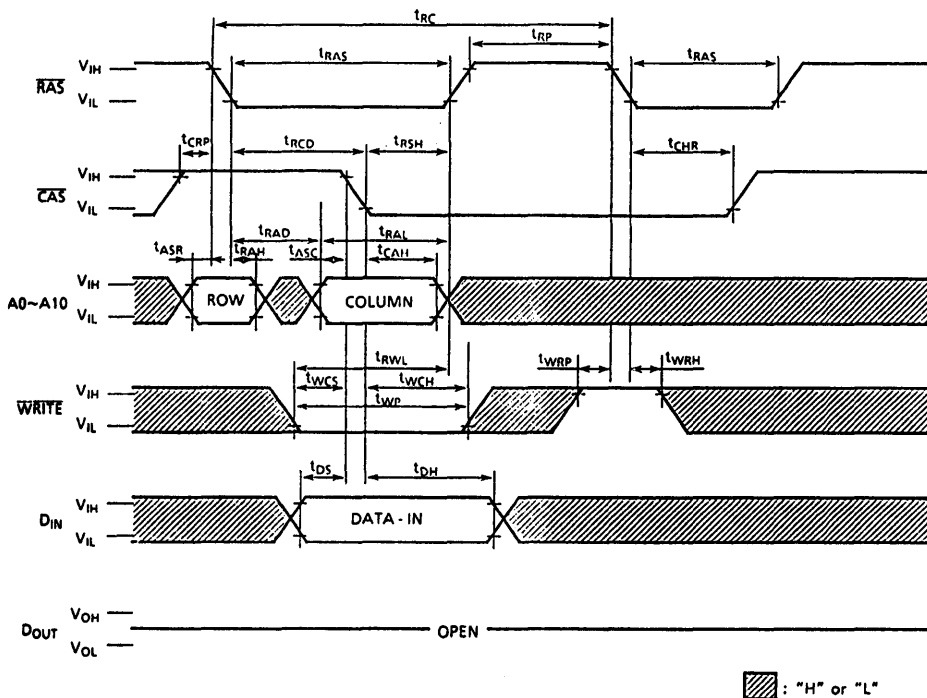 tRC
tRP
tRAS
tRAS
VIH
RAS
VIL
tCRP
tRCD
tRSH
tCHR
VIH
CAS
VIL
tRAD
tRAL
tASR
tRAH
tASC
tCAH
VIH
A0~A10
ROW
COLUMN
VIL
tRWL
tWRP
tWRH
tWCS
tWCH
VIH
WRITE
tWP
VIL
tDS
tDH
VIH
DIN
DATA - IN
VIL
VOH
DOUT
OPEN
VOL
: "H" or "L"